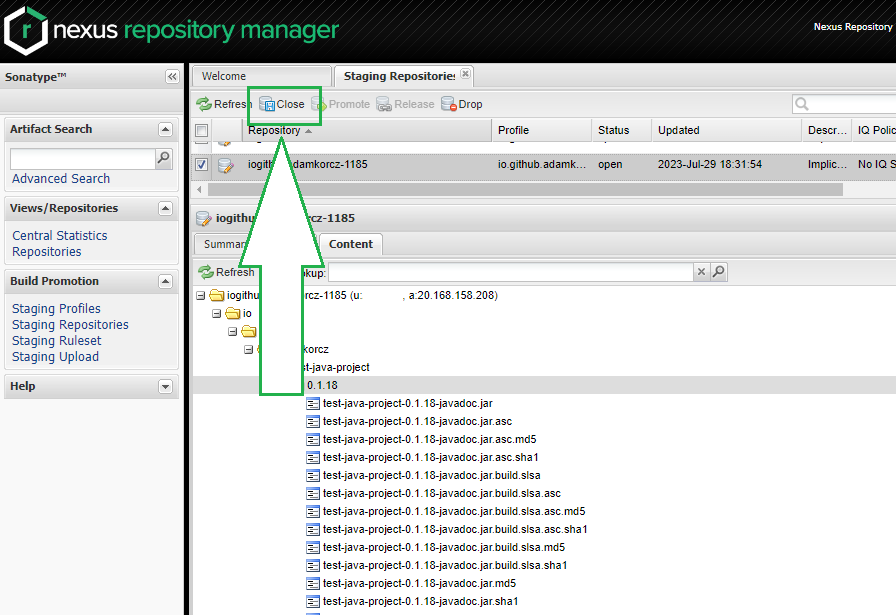 nexus repository manager
Nexus Repository
Sonatype™
Welcome
Staging Repositories
Refresh
Close
Promote
Release
Drop
Artifact Search
Advanced Search
Views/Repositories
Central Statistics
Repositories
Build Promotion
Staging Profiles
Staging Repositories
Staging Ruleset
Staging Upload
Help
Repository
Profile
Status
Updated
Descr...
IQ Polic
iogith adamkorcz-1185
io.github.adamk...
open
2023-Jul-29 18:31:54
Implic...
No IQ S
iogithu rcz-1185
Summar
Content
Refresh
okup:
iogithu orcz-1185 (u: , a:20.168.158.208)
io
korcz
st-java-project
0.1.18
test-java-project-0.1.18-javadoc.jar
test-java-project-0.1.18-javadoc.jar.asc
test-java-project-0.1.18-javadoc.jar.asc.md5
test-java-project-0.1.18-javadoc.jar.asc.sha1
test-java-project-0.1.18-javadoc.jar.build.slsa
test-java-project-0.1.18-javadoc.jar.build.slsa.asc
test-java-project-0.1.18-javadoc.jar.build.slsa.asc.md5
test-java-project-0.1.18-javadoc.jar.build.slsa.asc.sha1
test-java-project-0.1.18-javadoc.jar.build.slsa.md5
test-java-project-0.1.18-javadoc.jar.build.slsa.sha1
test-java-project-0.1.18-javadoc.jar.md5
test-java-project-0.1.18-javadoc.jar.sha1